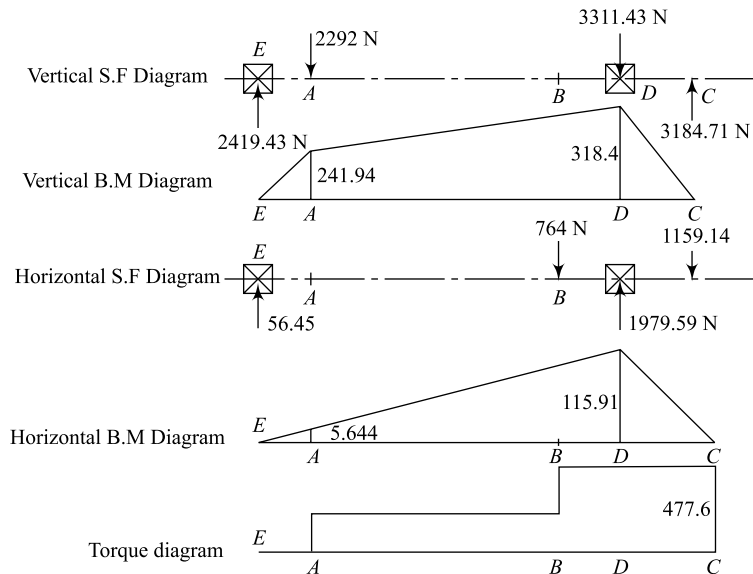 3311.43 N
E
2292 N
Vertical S.F Diagram
A
B
D
C
2419.43 N
3184.71 N
318.4
241.94
Vertical B.M Diagram
E
A
D
C
764 N
1159.14
E
Horizontal S.F Diagram
A
B
56.45
1979.59 N
115.91
E
5.644
Horizontal B.M Diagram
A
B
D
C
477.6
E
Torque diagram
A
B
D
C